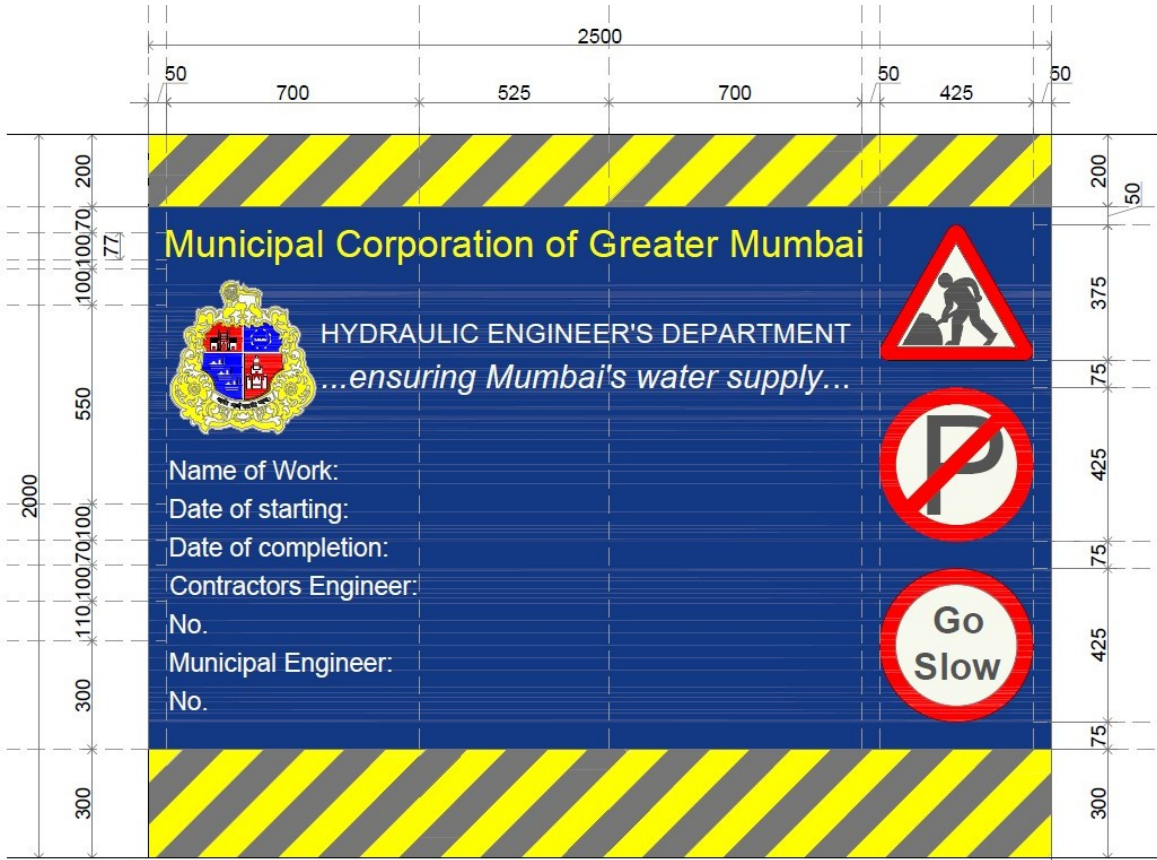 2500
50 700 525 700 50 425 50
200
200
50
70
100
77
100
Municipal Corporation of Greater Mumbai
375
HYDRAULIC ENGINEER'S DEPARTMENT
...ensuring Mumbai's water supply...
75
550
P
425
Name of Work:
2000
Date of starting:
100
Date of completion:
70
75
Contractors Engineer:
100
No.
110
Go
Slow
425
Municipal Engineer:
300
No.
75
300
300